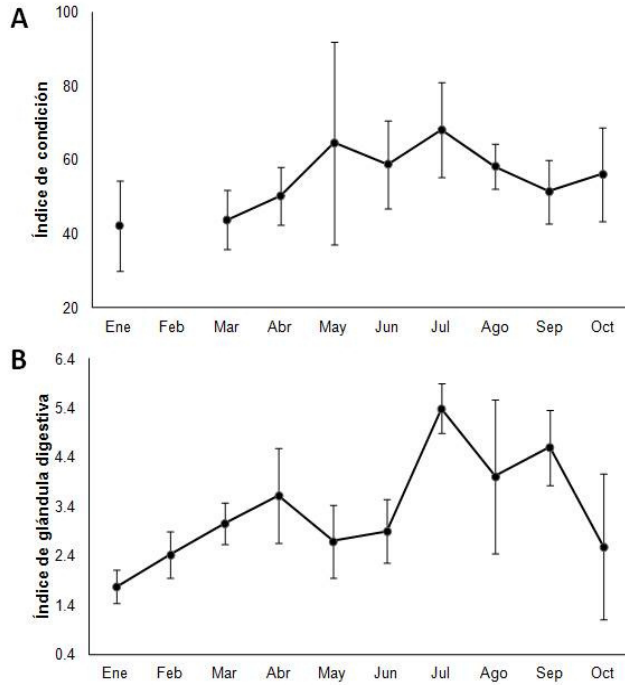 A
100
80
60
40
20
Índice de condición
Ene Feb Mar Abr May Jun Jul Ago Sep Oct
B
6.4
5.4
4.4
3.4
2.4
1.4
0.4
Índice de glándula digestiva
Ene Feb Mar Abr May Jun Jul Ago Sep Oct